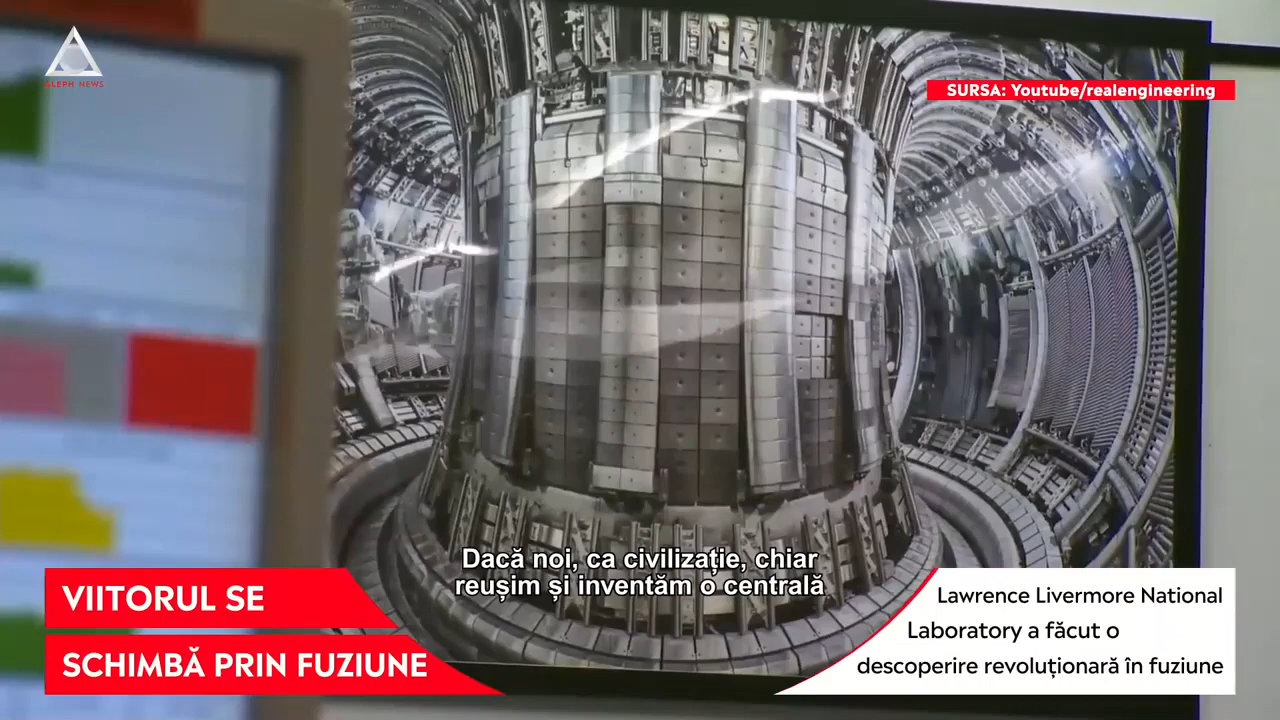 ALEPH NEWS
SURSA: Youtube/realengineering
Dacă noi, ca civilizație, chiar
reușim și inventăm o centrală
VIITORUL SE
SCHIMBĂ PRIN FUZIUNE
Lawrence Livermore National
Laboratory a făcut o
descoperire revoluționară în fuziune